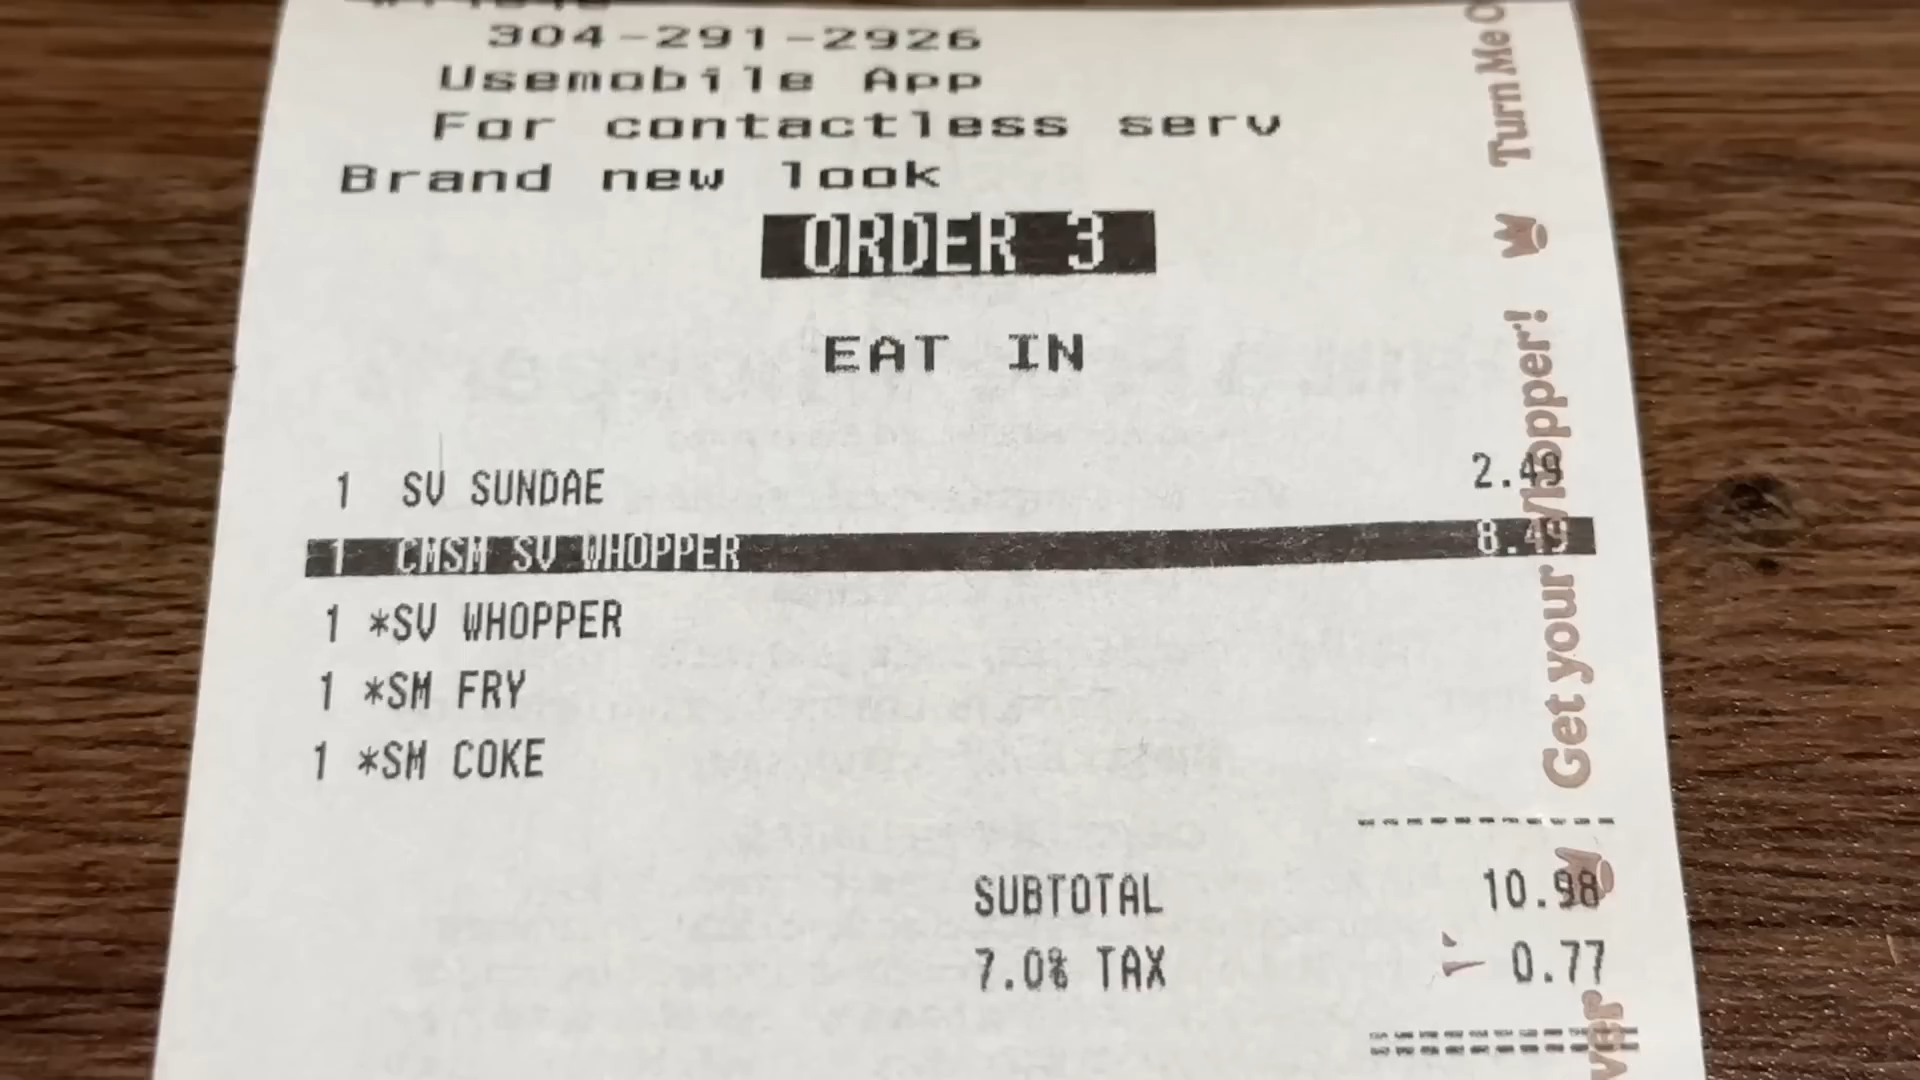 304-291-2926
Usemobile App
For contactless serv
Brand new look
ORDER 3
EAT IN
1 SV SUNDAE 2.49
1 CMSM SV WHOPPER 8.49
1 *SV WHOPPER
1 *SM FRY
1 *SM COKE
SUBTOTAL 10.98
7.0% TAX 0.77
Get your Whopper!
Turn Me